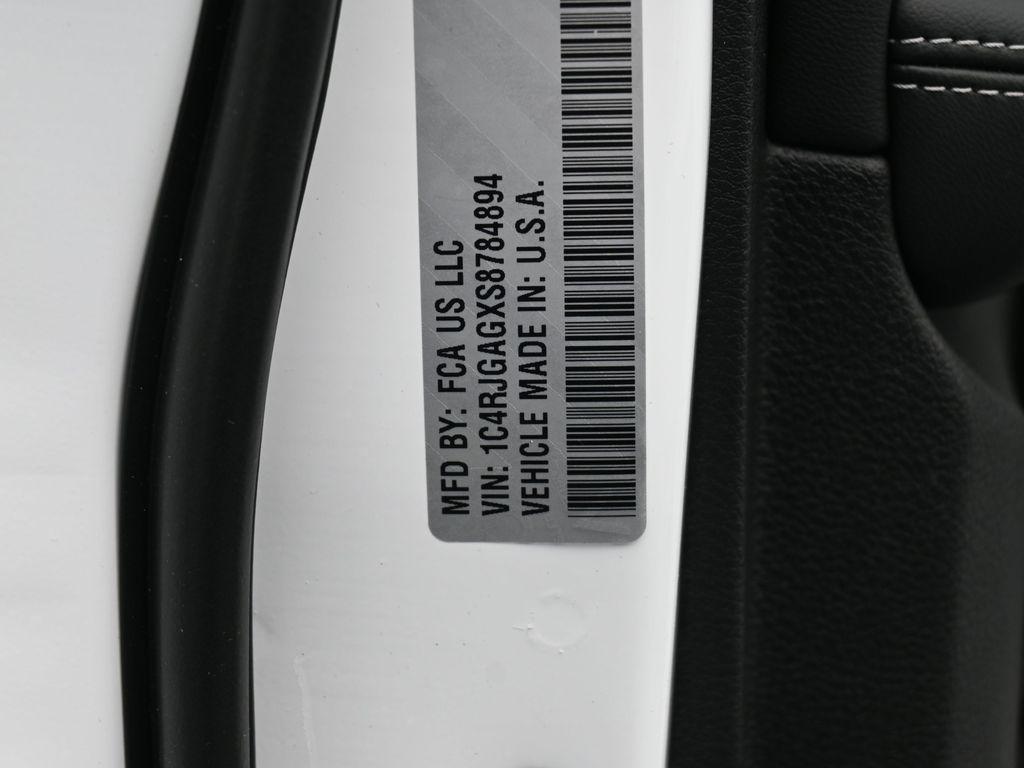 MFD BY: FCA US LLC
VIN: 1C4RJGAGXS8784894
VEHICLE MADE IN: U.S.A.